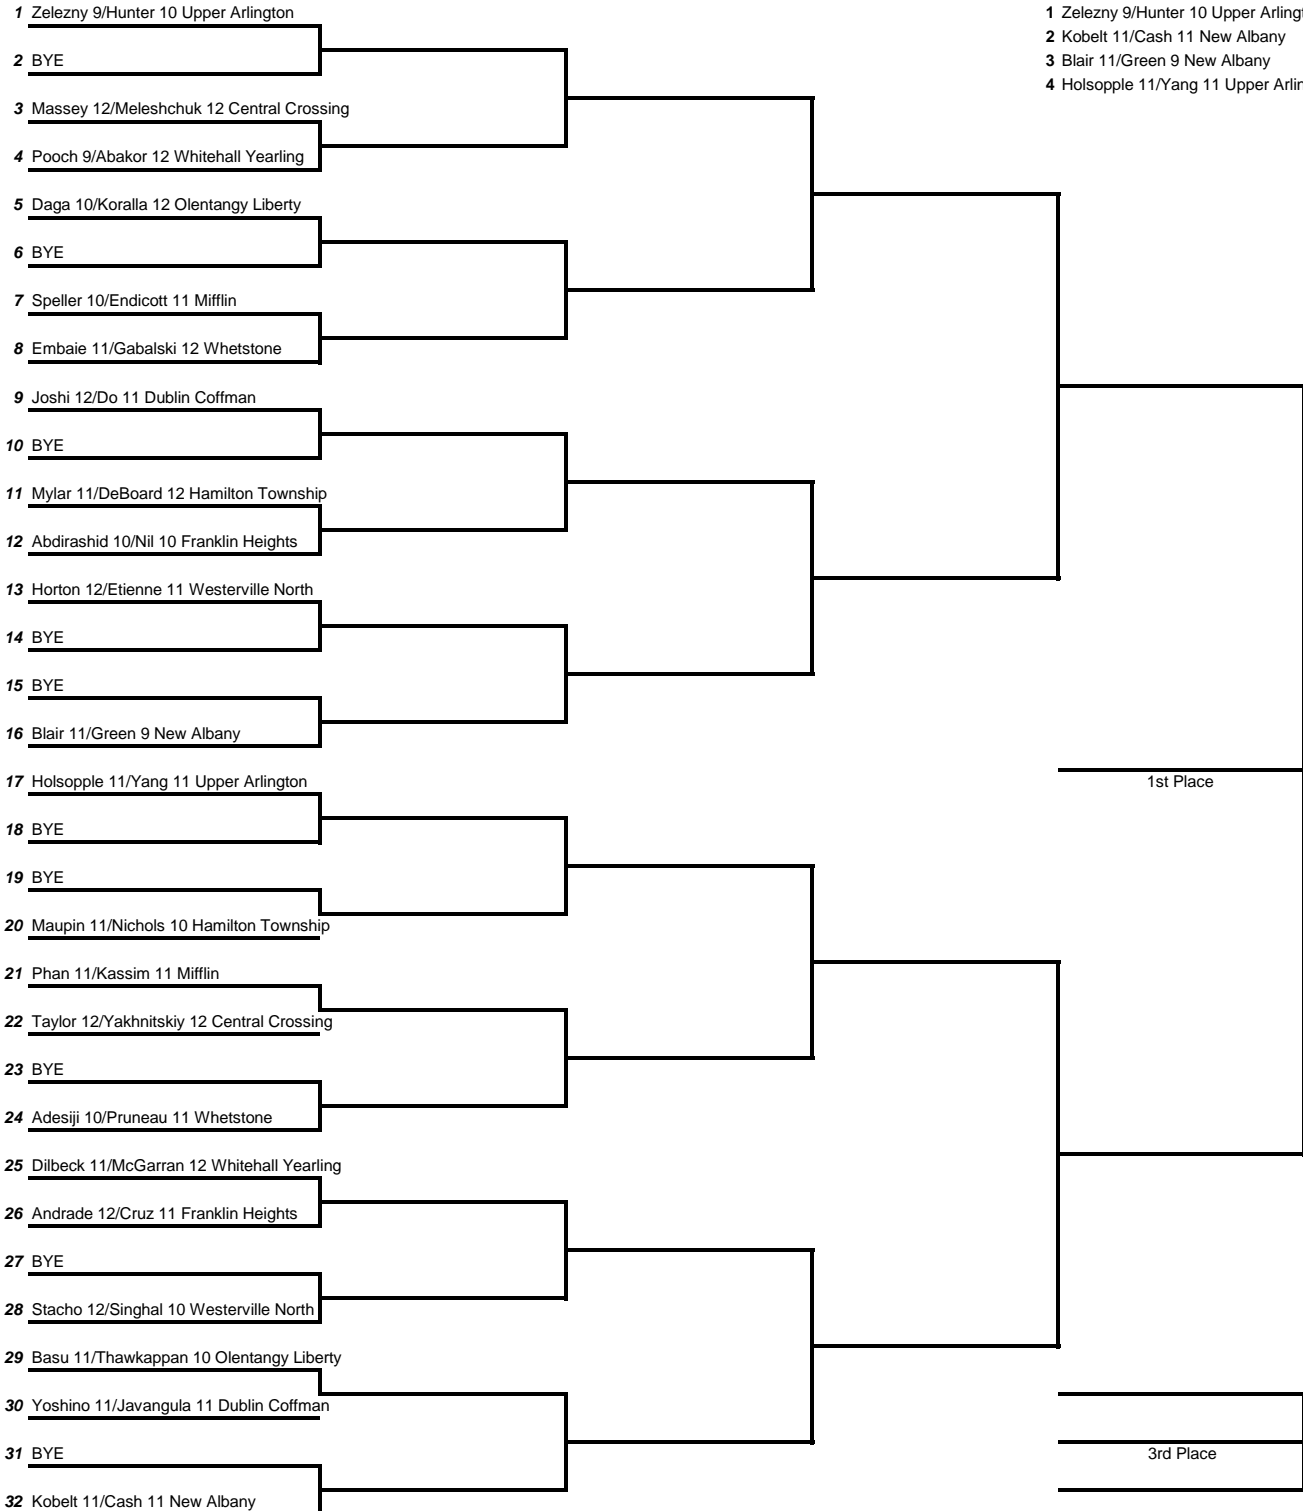 1 Zelezny 9/Hunter 10 Upper Arlington
2 BYE
3 Massey 12/Meleshchuk 12 Central Crossing
4 Pooch 9/Abakor 12 Whitehall Yearling
5 Daga 10/Koralla 12 Olentangy Liberty
6 BYE
7 Speller 10/Endicott 11 Mifflin
8 Embaie 11/Gabalski 12 Whetstone
9 Joshi 12/Do 11 Dublin Coffman
10 BYE
11 Mylar 11/DeBoard 12 Hamilton Township
12 Abdirashid 10/Nil 10 Franklin Heights
13 Horton 12/Etienne 11 Westerville North
14 BYE
15 BYE
16 Blair 11/Green 9 New Albany
17 Holsopple 11/Yang 11 Upper Arlington
18 BYE
19 BYE
20 Maupin 11/Nichols 10 Hamilton Township
21 Phan 11/Kassim 11 Mifflin
22 Taylor 12/Yakhnitskiy 12 Central Crossing
23 BYE
24 Adesiji 10/Pruneau 11 Whetstone
25 Dilbeck 11/McGarran 12 Whitehall Yearling
26 Andrade 12/Cruz 11 Franklin Heights
27 BYE
28 Stacho 12/Singhal 10 Westerville North
29 Basu 11/Thawkappan 10 Olentangy Liberty
30 Yoshino 11/Javangula 11 Dublin Coffman
31 BYE
32 Kobelt 11/Cash 11 New Albany
1 Zelezny 9/Hunter 10 Upper
2 Kobelt 11/Cash 11 New Albany
3 Blair 11/Green 9 New Albany
4 Holsopple 11/Yang 11 Upper
1st Place
3rd Place